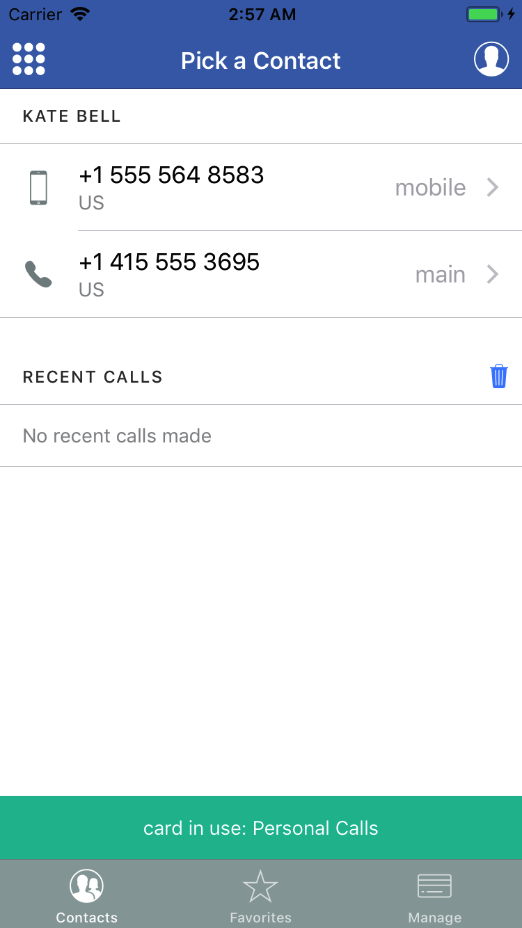 Carrier 2:57 AM
Pick a Contact
KATE BELL
+1 555 564 8583
US
mobile
+1 415 555 3695
US
main
RECENT CALLS
No recent calls made
card in use: Personal Calls
Contacts Favorites Manage